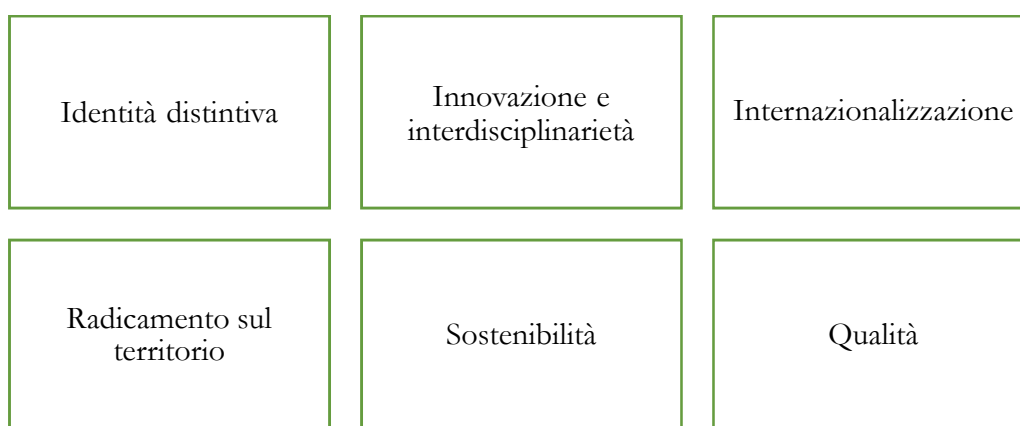 Identità distintiva
Innovazione e
interdisciplinarietà
Internazionalizzazione
Radicamento sul
territorio
Sostenibilità
Qualità